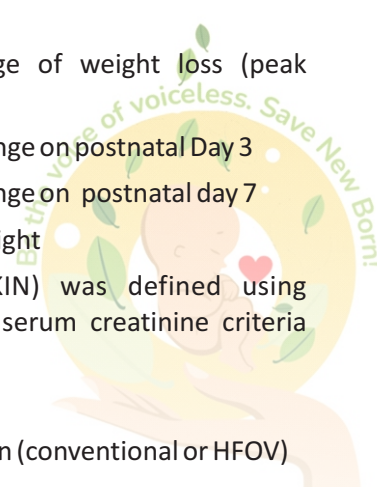 ge of weight loss (peak
Be the voice of voiceless. Save New Born!
nge on postnatal Day 3
nge on postnatal day 7
ight
KIN) was defined using
serum creatinine criteria
n (conventional or HFOV)